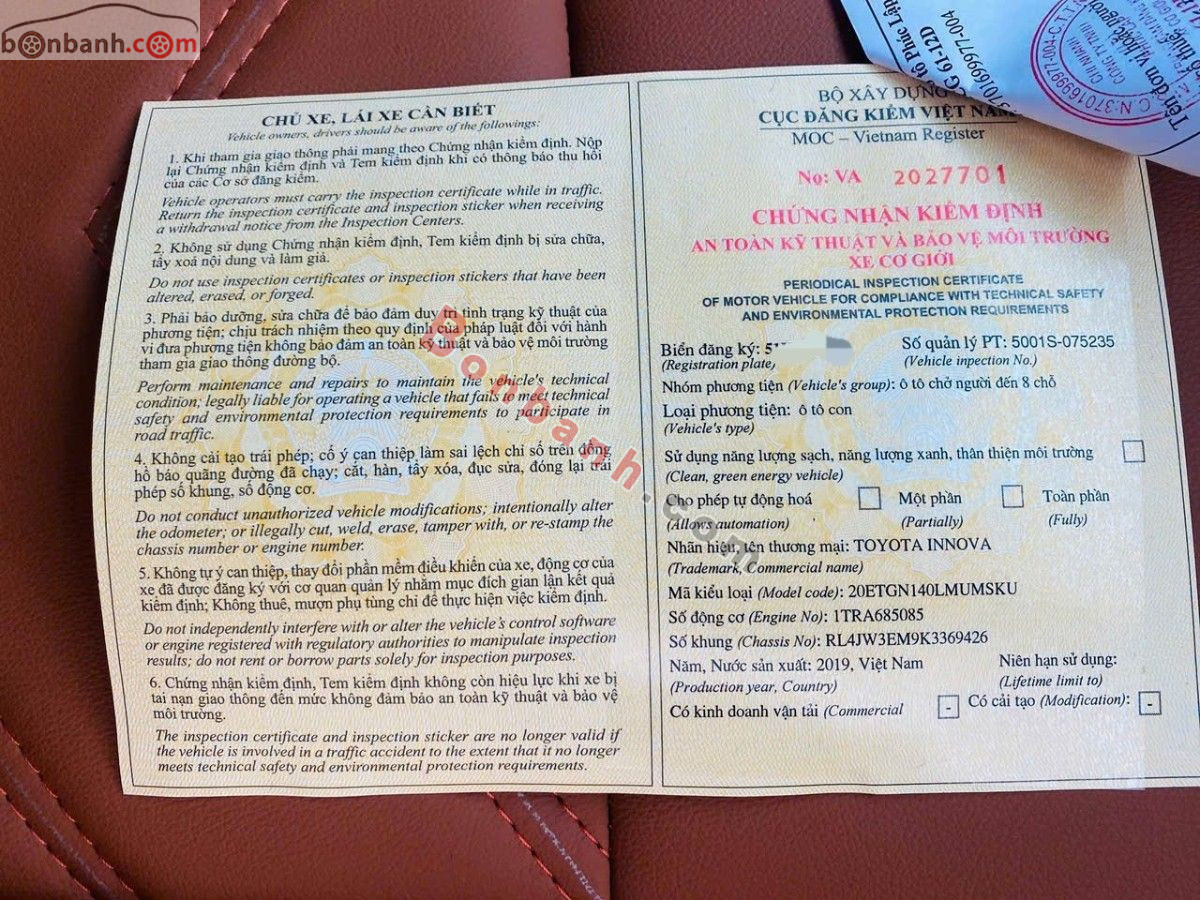 bonbanh.com
CHỦ XE, LÁI XE CẦN BIẾT
Vehicle owners, drivers should be aware of the followings:
1. Khi tham gia giao thông phải mang theo Chứng nhận kiểm định. Nộp
lại Chứng nhận kiểm định và Tem kiểm định khi có thông báo thu hồi
của các Cơ sở đăng kiểm.
Vehicle operators must carry the inspection certificate while in traffic.
Return the inspection certificate and inspection sticker when receiving
a withdrawal notice from the Inspection Centers.
2. Không sử dụng Chứng nhận kiểm định, Tem kiểm định bị sửa chữa,
tẩy xoá nội dung và làm giả.
Do not use inspection certificates or inspection stickers that have been
altered, erased, or forged.
3. Phải bảo dưỡng, sửa chữa để bảo đảm duy trì tình trạng kỹ thuật của
phương tiện; chịu trách nhiệm theo quy định của pháp luật đối với hành
vi đưa phương tiện không bảo đảm an toàn kỹ thuật và bảo vệ môi trường
tham gia giao thông đường bộ.
Perform maintenance and repairs to maintain the vehicle's technical
condition; legally liable for operating a vehicle that fails to meet technical
safety and environmental protection requirements to participate in
road traffic.
4. Không cải tạo trái phép; cố ý can thiệp làm sai lệch chỉ số trên đồng
hồ báo quãng đường đã chạy; cắt, hàn, tẩy xóa, đục sửa, đóng lại trái
phép số khung, số động cơ.
Do not conduct unauthorized vehicle modifications; intentionally alter
the odometer; or illegally cut, weld, erase, tamper with, or re-stamp the
chassis number or engine number.
5. Không tự ý can thiệp, thay đổi phần mềm điều khiển của xe, động cơ của
xe đã được đăng ký với cơ quan quản lý nhằm mục đích gian lận kết quả
kiểm định; Không thuê, mượn phụ tùng chỉ để thực hiện việc kiểm định.
Do not independently interfere with or alter the vehicle's control software
or engine registered with regulatory authorities to manipulate inspection
results; do not rent or borrow parts solely for inspection purposes.
6. Chứng nhận kiểm định, Tem kiểm định không còn hiệu lực khi xe bị
tai nạn giao thông đến mức không đảm bảo an toàn kỹ thuật và bảo vệ
môi trường.
The inspection certificate and inspection sticker are no longer valid if
the vehicle is involved in a traffic accident to the extent that it no longer
meets technical safety and environmental protection requirements.
BỘ XÂY DỰNG
CỤC ĐĂNG KIỂM VIỆT NAM
MOC – Vietnam Register
No: VA 2027701
CHỨNG NHẬN KIỂM ĐỊNH
AN TOÀN KỸ THUẬT VÀ BẢO VỆ MÔI TRƯỜNG
XE CƠ GIỚI
PERIODICAL INSPECTION CERTIFICATE
OF MOTOR VEHICLE FOR COMPLIANCE WITH TECHNICAL SAFETY
AND ENVIRONMENTAL PROTECTION REQUIREMENTS
Biển đăng ký: 51 Số quản lý PT: 5001S-075235
(Registration plate) (Vehicle inspection No.)
Nhóm phương tiện (Vehicle's group): ô tô chở người đến 8 chỗ
Loại phương tiện: ô tô con
(Vehicle's type)
Sử dụng năng lượng sạch, năng lượng xanh, thân thiện môi trường
(Clean, green energy vehicle)
Cho phép tự động hoá Một phần Toàn phần
(Allows automation) (Partially) (Fully)
Nhãn hiệu, tên thương mại: TOYOTA INNOVA
(Trademark, Commercial name)
Mã kiểu loại (Model code): 20ETGN140LMUMSKU
Số động cơ (Engine No): 1TRA685085
Số khung (Chassis No): RL4JW3EM9K3369426
Năm, Nước sản xuất: 2019, Việt Nam Niên hạn sử dụng:
(Production year, Country) (Lifetime limit to)
Có kinh doanh vận tải (Commercial - Có cải tạo (Modification): -
tô Phúc Lập
CG 61-12D
3701699977-004
C.N:3701699977-004-C.T.T
CHI NHÁNH
CÔNG TY TNHH
Tên đơn vị
Bonbanh.com